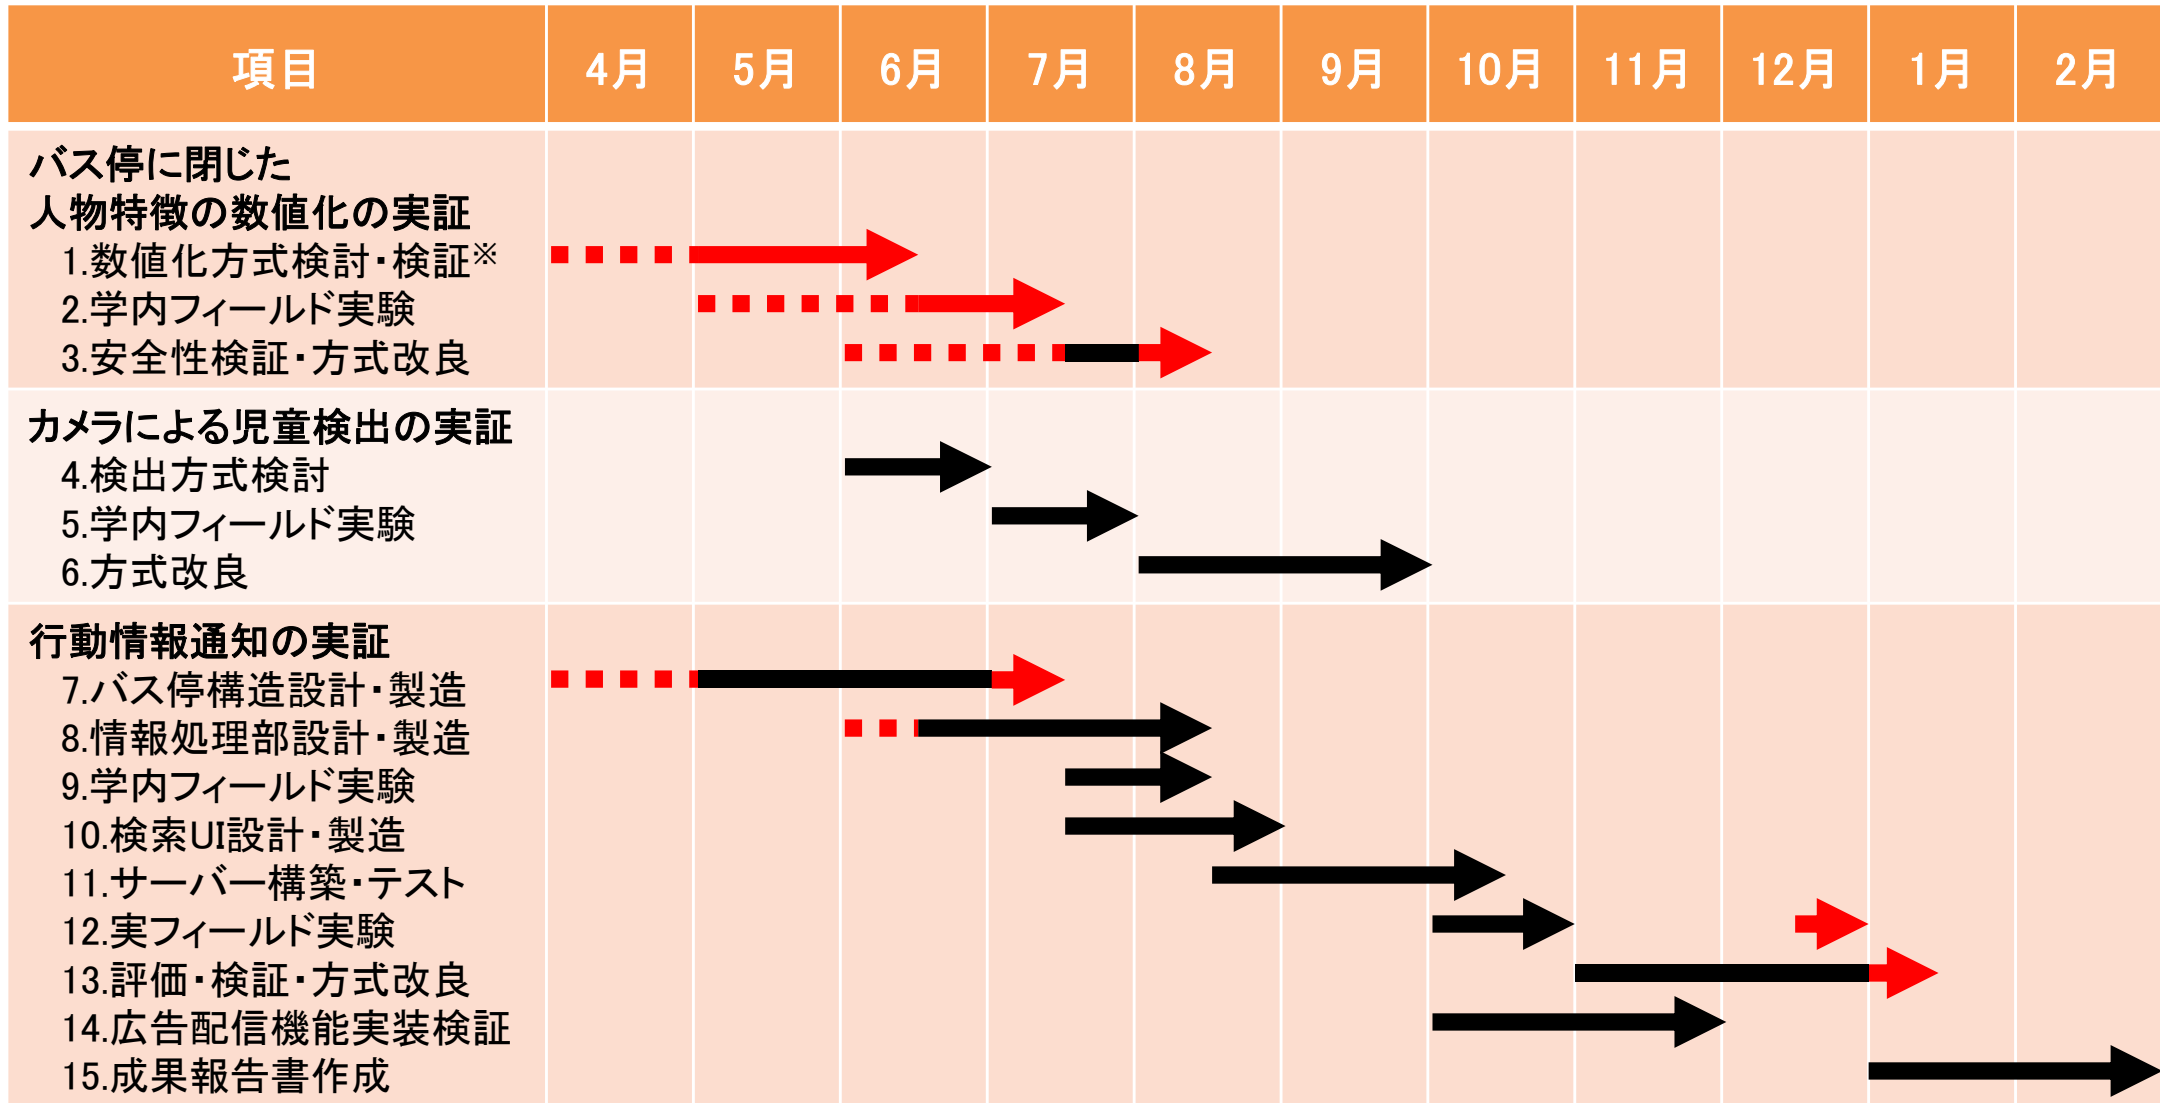 項目 4月 5月 6月 7月 8月 9月 10月 11月 12月 1月 2月
バス停に閉じた
人物特徴の数値化の実証
1.数値化方式検討・検証※
2.学内フィールド実験
3.安全性検証・方式改良
カメラによる児童検出の実証
4.検出方式検討
5.学内フィールド実験
6.方式改良
行動情報通知の実証
7.バス停構造設計・製造
8.情報処理部設計・製造
9.学内フィールド実験
10.検索UI設計・製造
11.サーバー構築・テスト
12.実フィールド実験
13.評価・検証・方式改良
14.広告配信機能実装検証
15.成果報告書作成